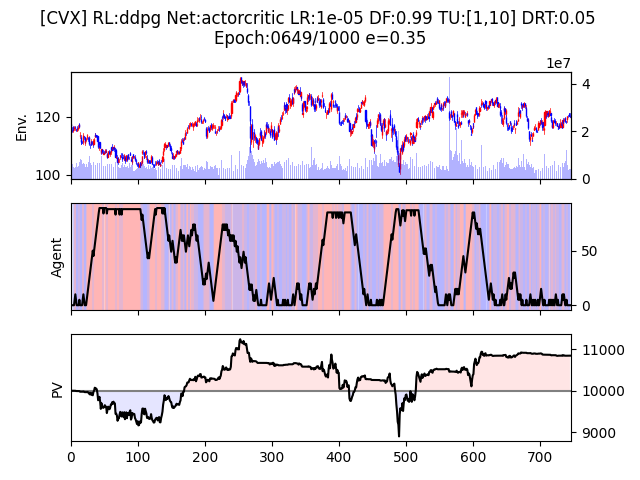 [CVX] RL:ddpg Net:actorcritic LR:1e-05 DF:0.99 TU:[1,10] DRT:0.05
Epoch:0649/1000 e=0.35
1e7
Env.
120
100
4
2
0
Agent
50
0
PV
11000
10000
9000
0 100 200 300 400 500 600 700